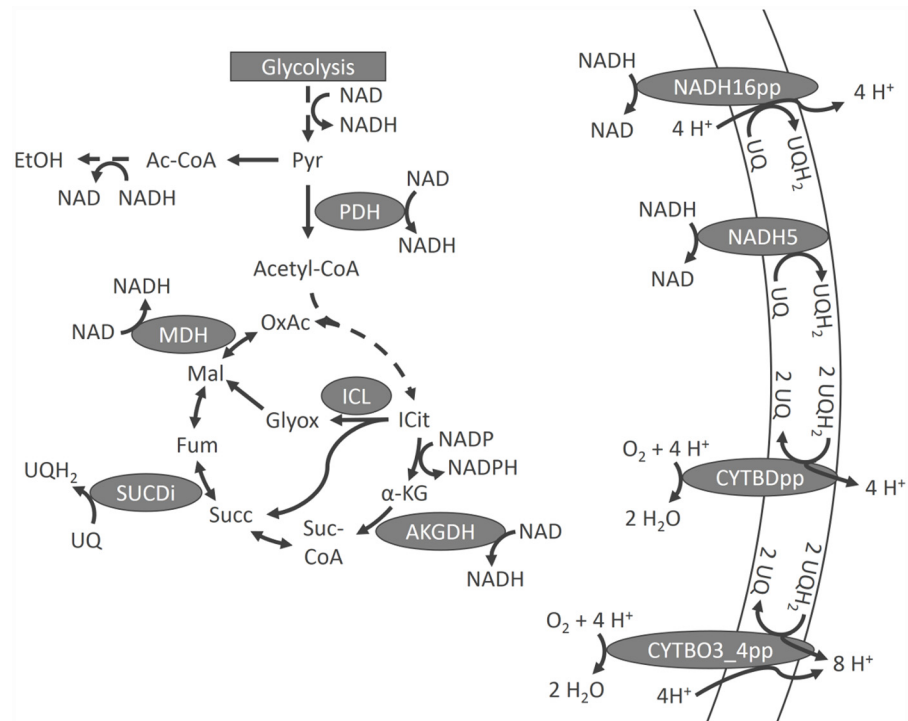 Glycolysis
NAD
NADH
Pyr
Ac-CoA
EtOH
NAD NADH
PDH
NAD
NADH
Acetyl-CoA
NADH
NAD
MDH
OxAc
Mal
Glyox
ICL
ICit
NADP
NADPH
Fum
α-KG
UQH₂
SUCDi
UQ
Succ
Suc-
CoA
AKGDH
NAD
NADH
NADH
NADH16pp
NAD
4 H⁺
4 H⁺
UQ
UQH₂
NADH
NADH5
NAD
UQ
UQH₂
2 UQ
2 UQH₂
O₂ + 4 H⁺
CYTBDpp
4 H⁺
2 H₂O
2 UQ
2 UQH₂
O₂ + 4 H⁺
CYTBO3_4pp
8 H⁺
2 H₂O
4H⁺